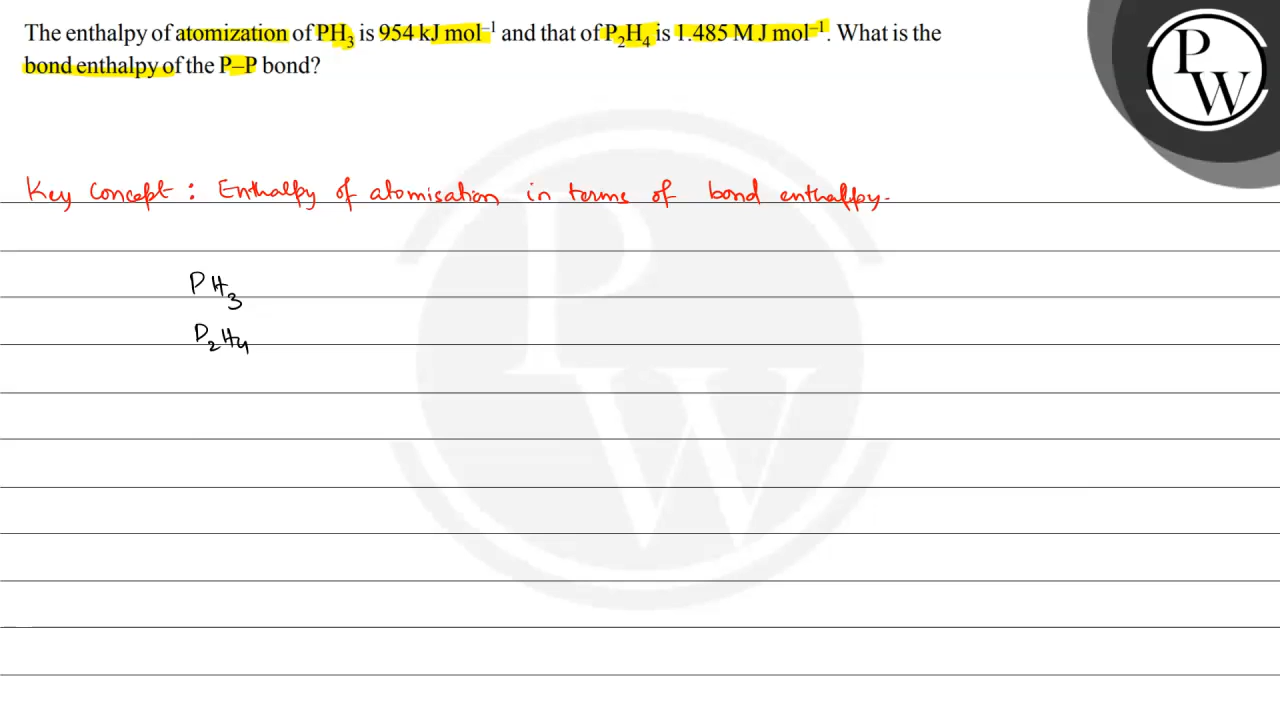 The enthalpy of atomization of PH₃ is 954 kJ mol⁻¹ and that of P₂H₄ is 1.485 M J mol⁻¹. What is the
bond enthalpy of the P–P bond?
Key concept : Enthalpy of atomisation in terms of bond enthalpy.
PH₃
P₂H₄
P
W
P
W